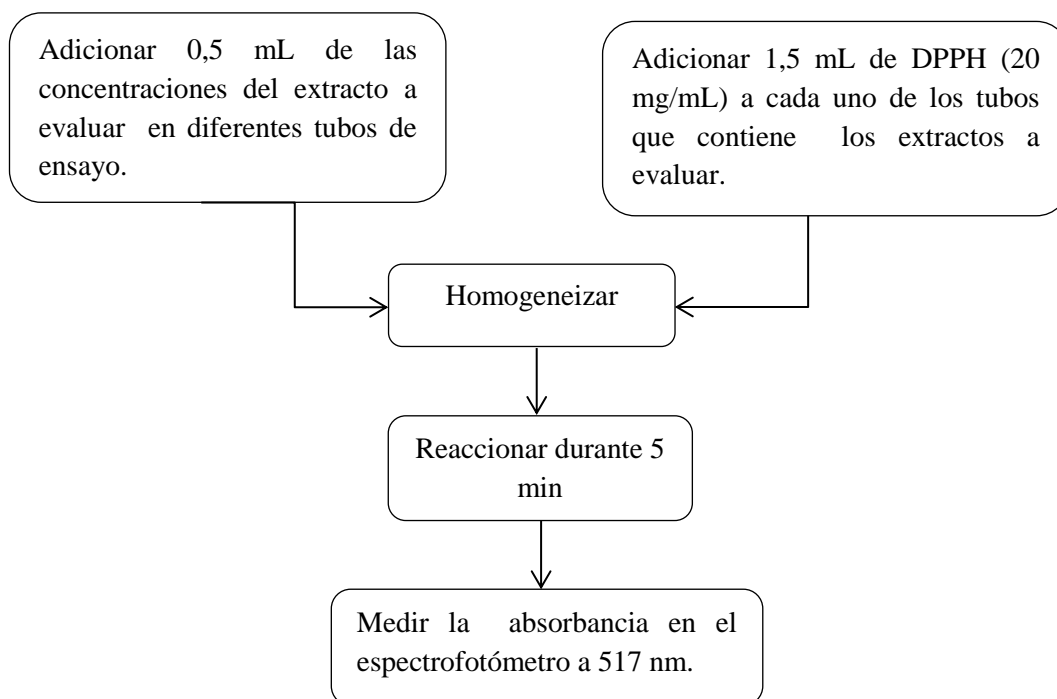 Adicionar 0,5 mL de las
concentraciones del extracto a
evaluar en diferentes tubos de
ensayo.
Adicionar 1,5 mL de DPPH (20
mg/mL) a cada uno de los tubos
que contiene los extractos a
evaluar.
Homogeneizar
Reaccionar durante 5
min
Medir la absorbancia en el
espectrofotómetro a 517 nm.